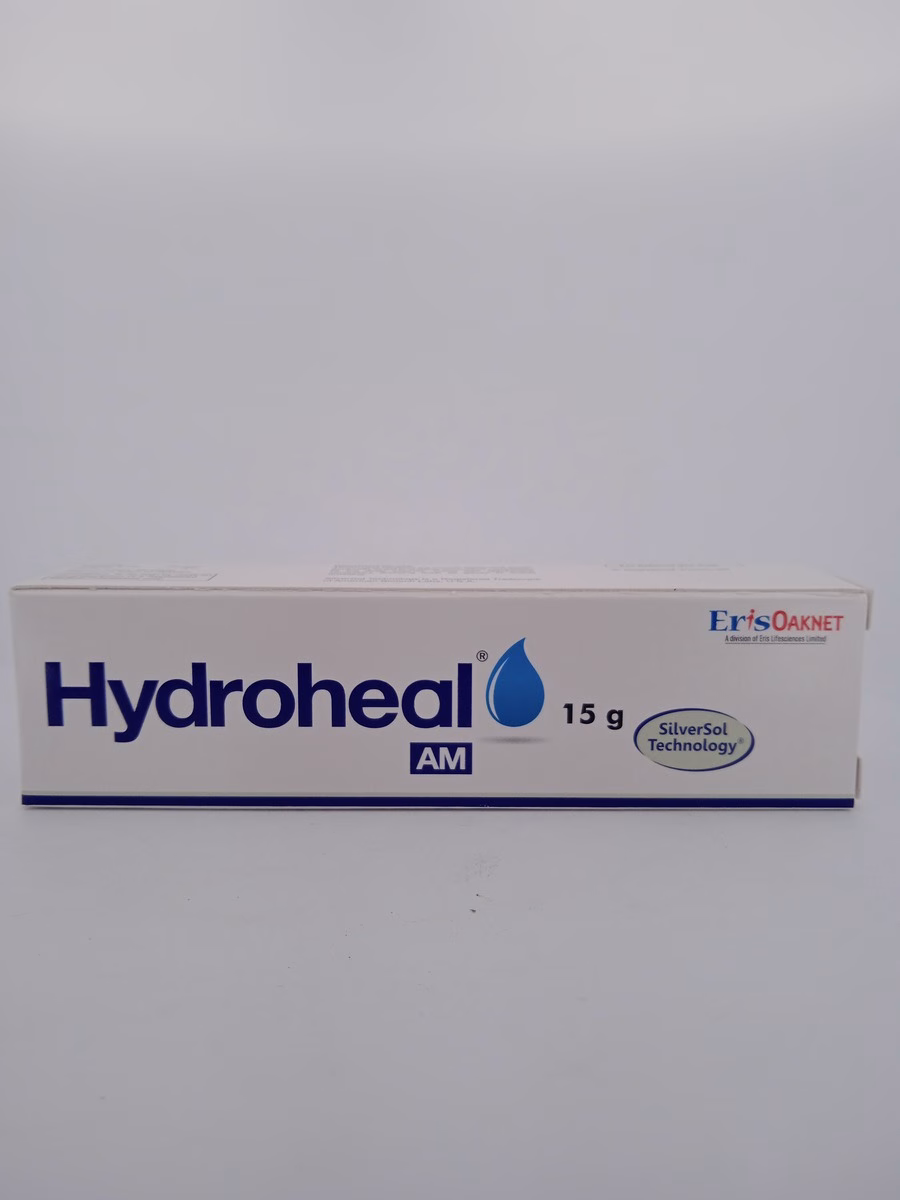 ErisOAKNET
A division of Eris Lifesciences Limited
Hydroheal®
15 g
AM
SilverSol
Technology®